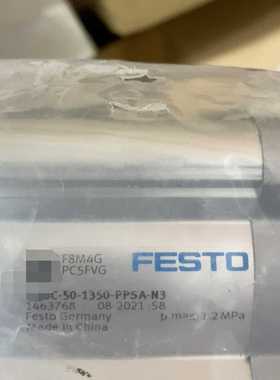 F8M4G
PC5FVG
FESTO
C-50-1350-PPSA-N3
1463768 08 2021 58
Festo Germany p max 1.2 MPa
Made in China